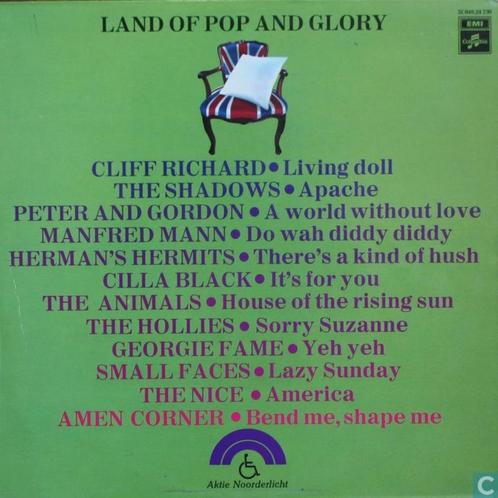 LAND OF POP AND GLORY
EMI
Columbia
CLIFF RICHARD • Living doll
THE SHADOWS • Apache
PETER AND GORDON • A world without love
MANFRED MANN • Do wah diddy diddy
HERMAN'S HERMITS • There's a kind of hush
CILLA BLACK • It's for you
THE ANIMALS • House of the rising sun
THE HOLLIES • Sorry Suzanne
GEORGIE FAME • Yeh yeh
SMALL FACES • Lazy Sunday
THE NICE • America
AMEN CORNER • Bend me, shape me
Aktie Noorderlicht
C